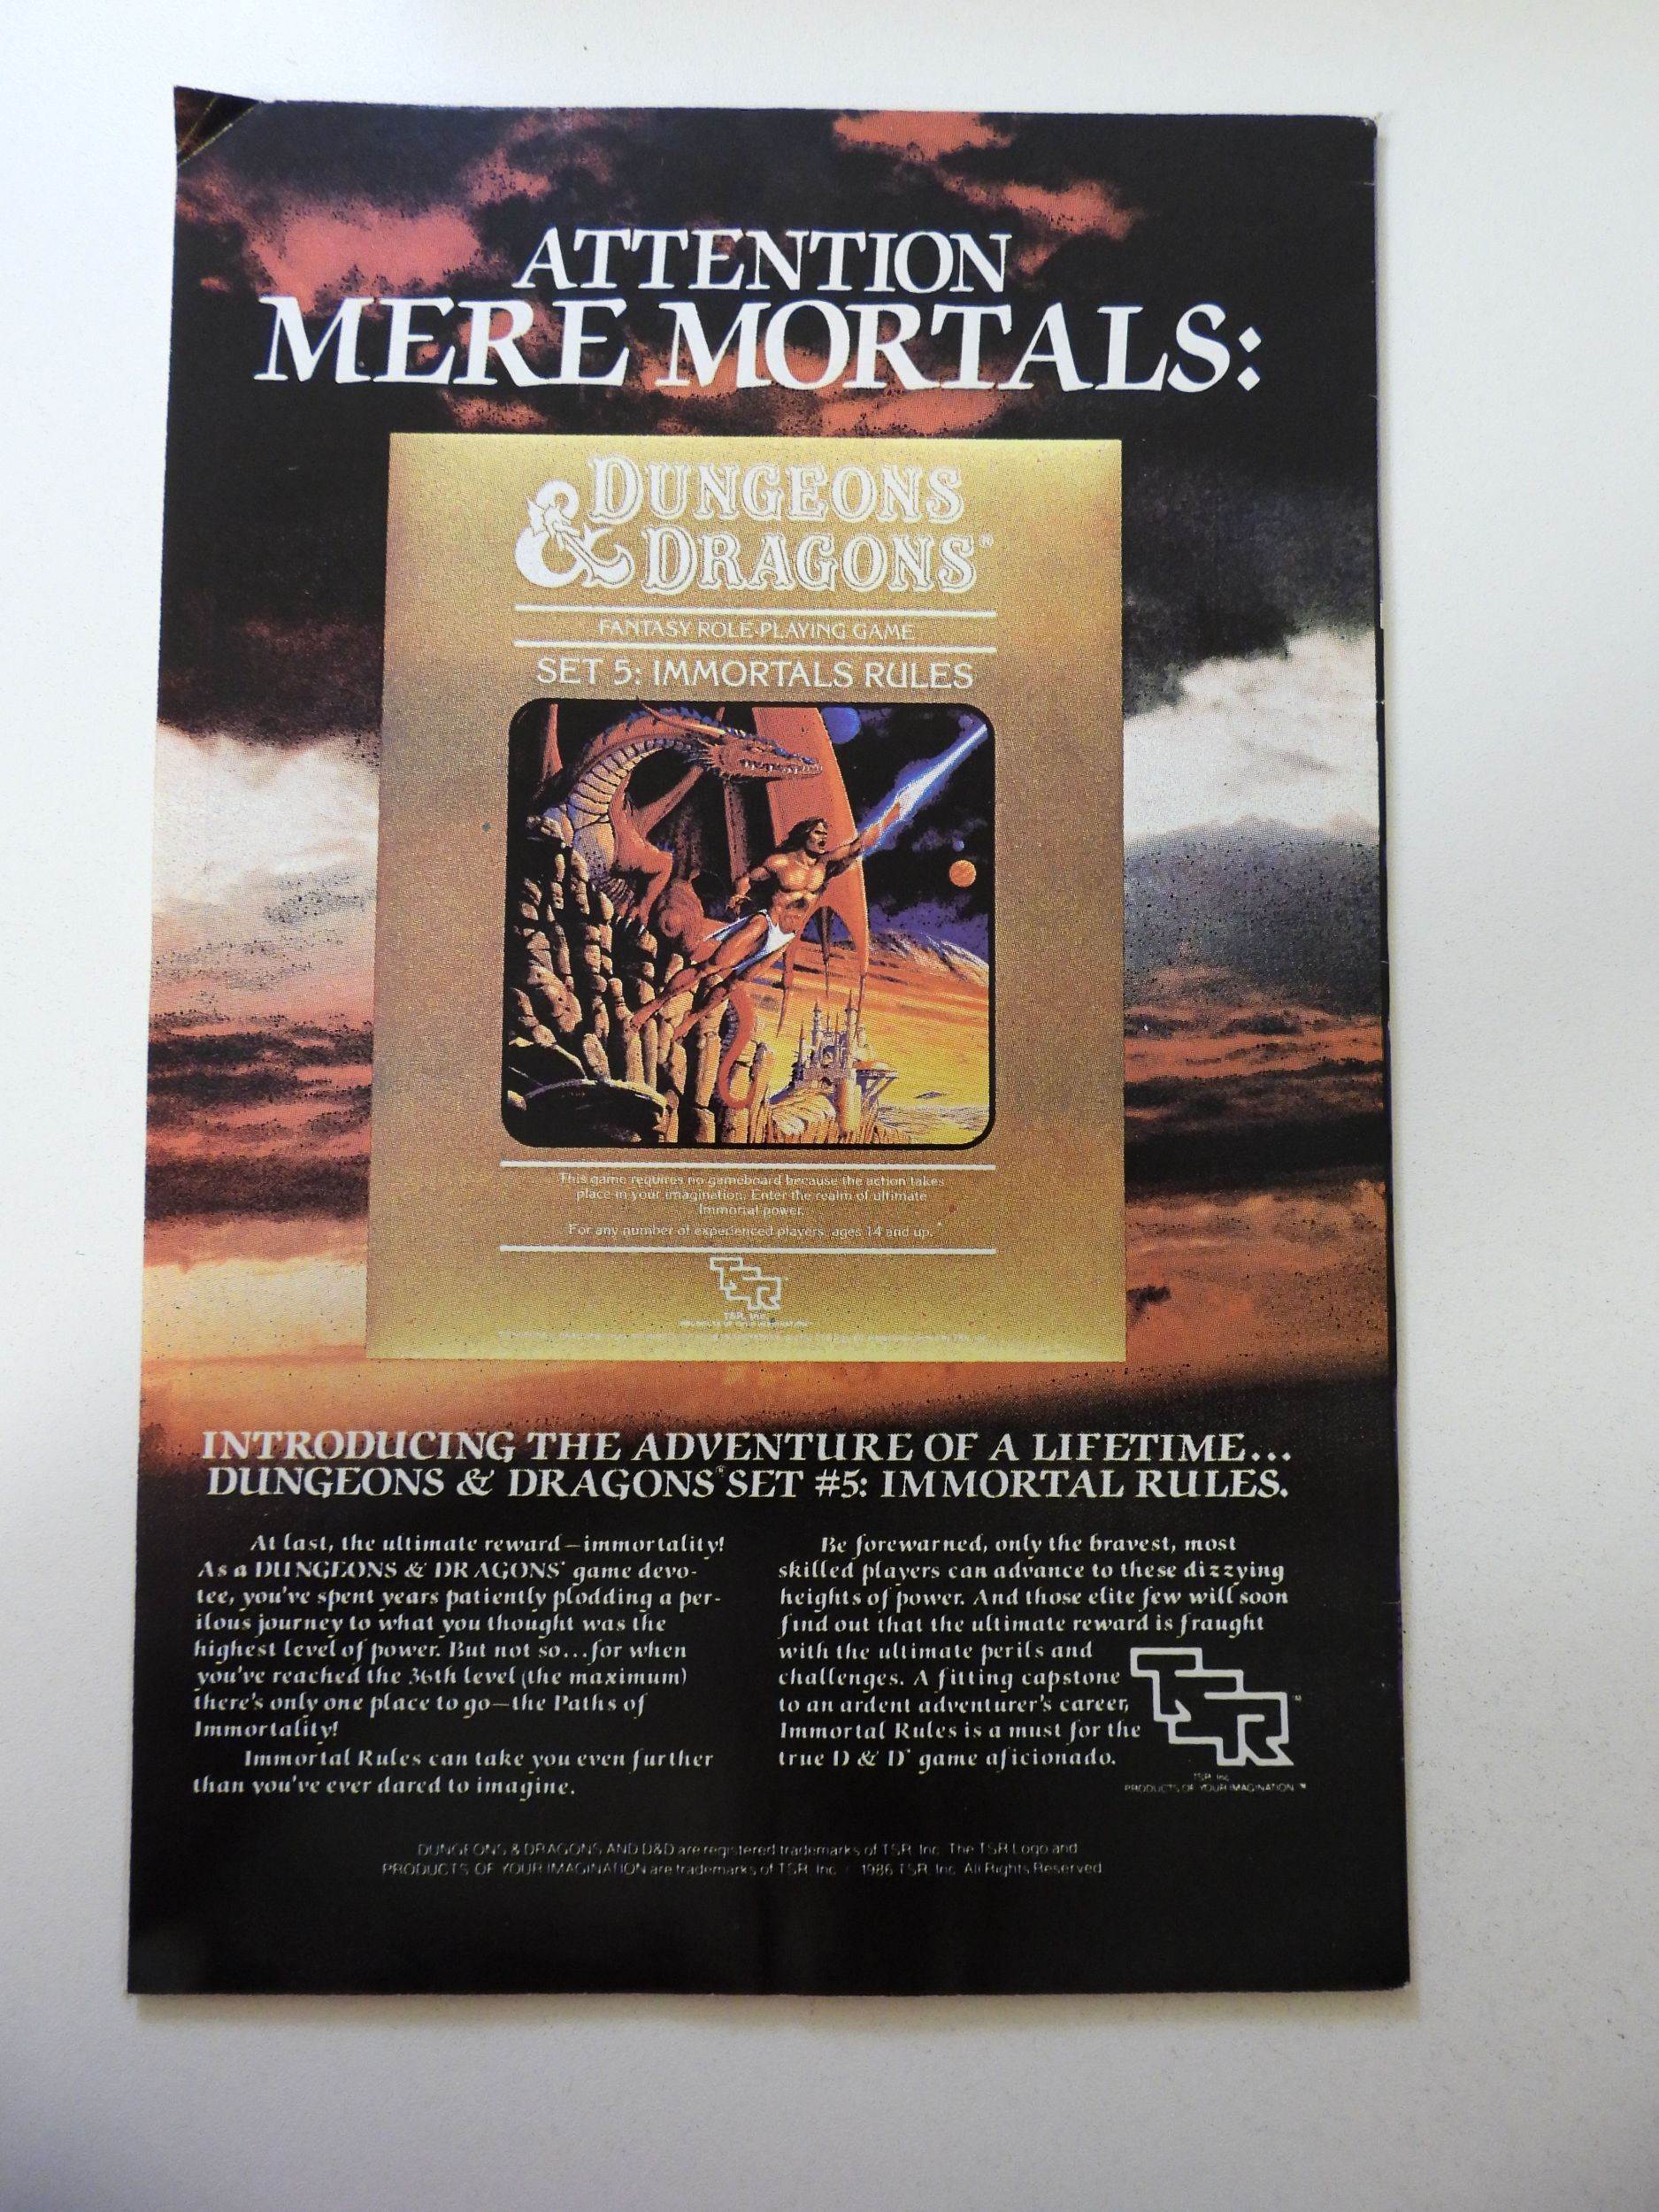 ATTENTION
MERE MORTALS:
DUNGEONS
& DRAGONS®
FANTASY ROLE-PLAYING GAME
SET 5: IMMORTALS RULES
This game requires no gameboard because the action takes
place in your imagination. Enter the realm of ultimate
Immortal power.
For any number of experienced players, ages 14 and up.
TSR
TSR, Inc.
PRODUCTS OF YOUR IMAGINATION™
INTRODUCING THE ADVENTURE OF A LIFETIME...
DUNGEONS & DRAGONS® SET #5: IMMORTAL RULES.
At last, the ultimate reward—immortality!
As a DUNGEONS & DRAGONS® game devo-
tee, you've spent years patiently plodding a per-
ilous journey to what you thought was the
highest level of power. But not so...for when
you've reached the 36th level (the maximum)
there's only one place to go—the Paths of
Immortality!
Immortal Rules can take you even further
than you've ever dared to imagine.
Be forewarned, only the bravest, most
skilled players can advance to these dizzying
heights of power. And those elite few will soon
find out that the ultimate reward is fraught
with the ultimate perils and
challenges. A fitting capstone
to an ardent adventurer's career,
Immortal Rules is a must for the
true D & D® game aficionado.
TSR™
TSR, Inc.
PRODUCTS OF YOUR IMAGINATION™
DUNGEONS & DRAGONS AND D&D are registered trademarks of TSR, Inc. The TSR Logo and
PRODUCTS OF YOUR IMAGINATION are trademarks of TSR, Inc. 1986 TSR, Inc. All Rights Reserved.